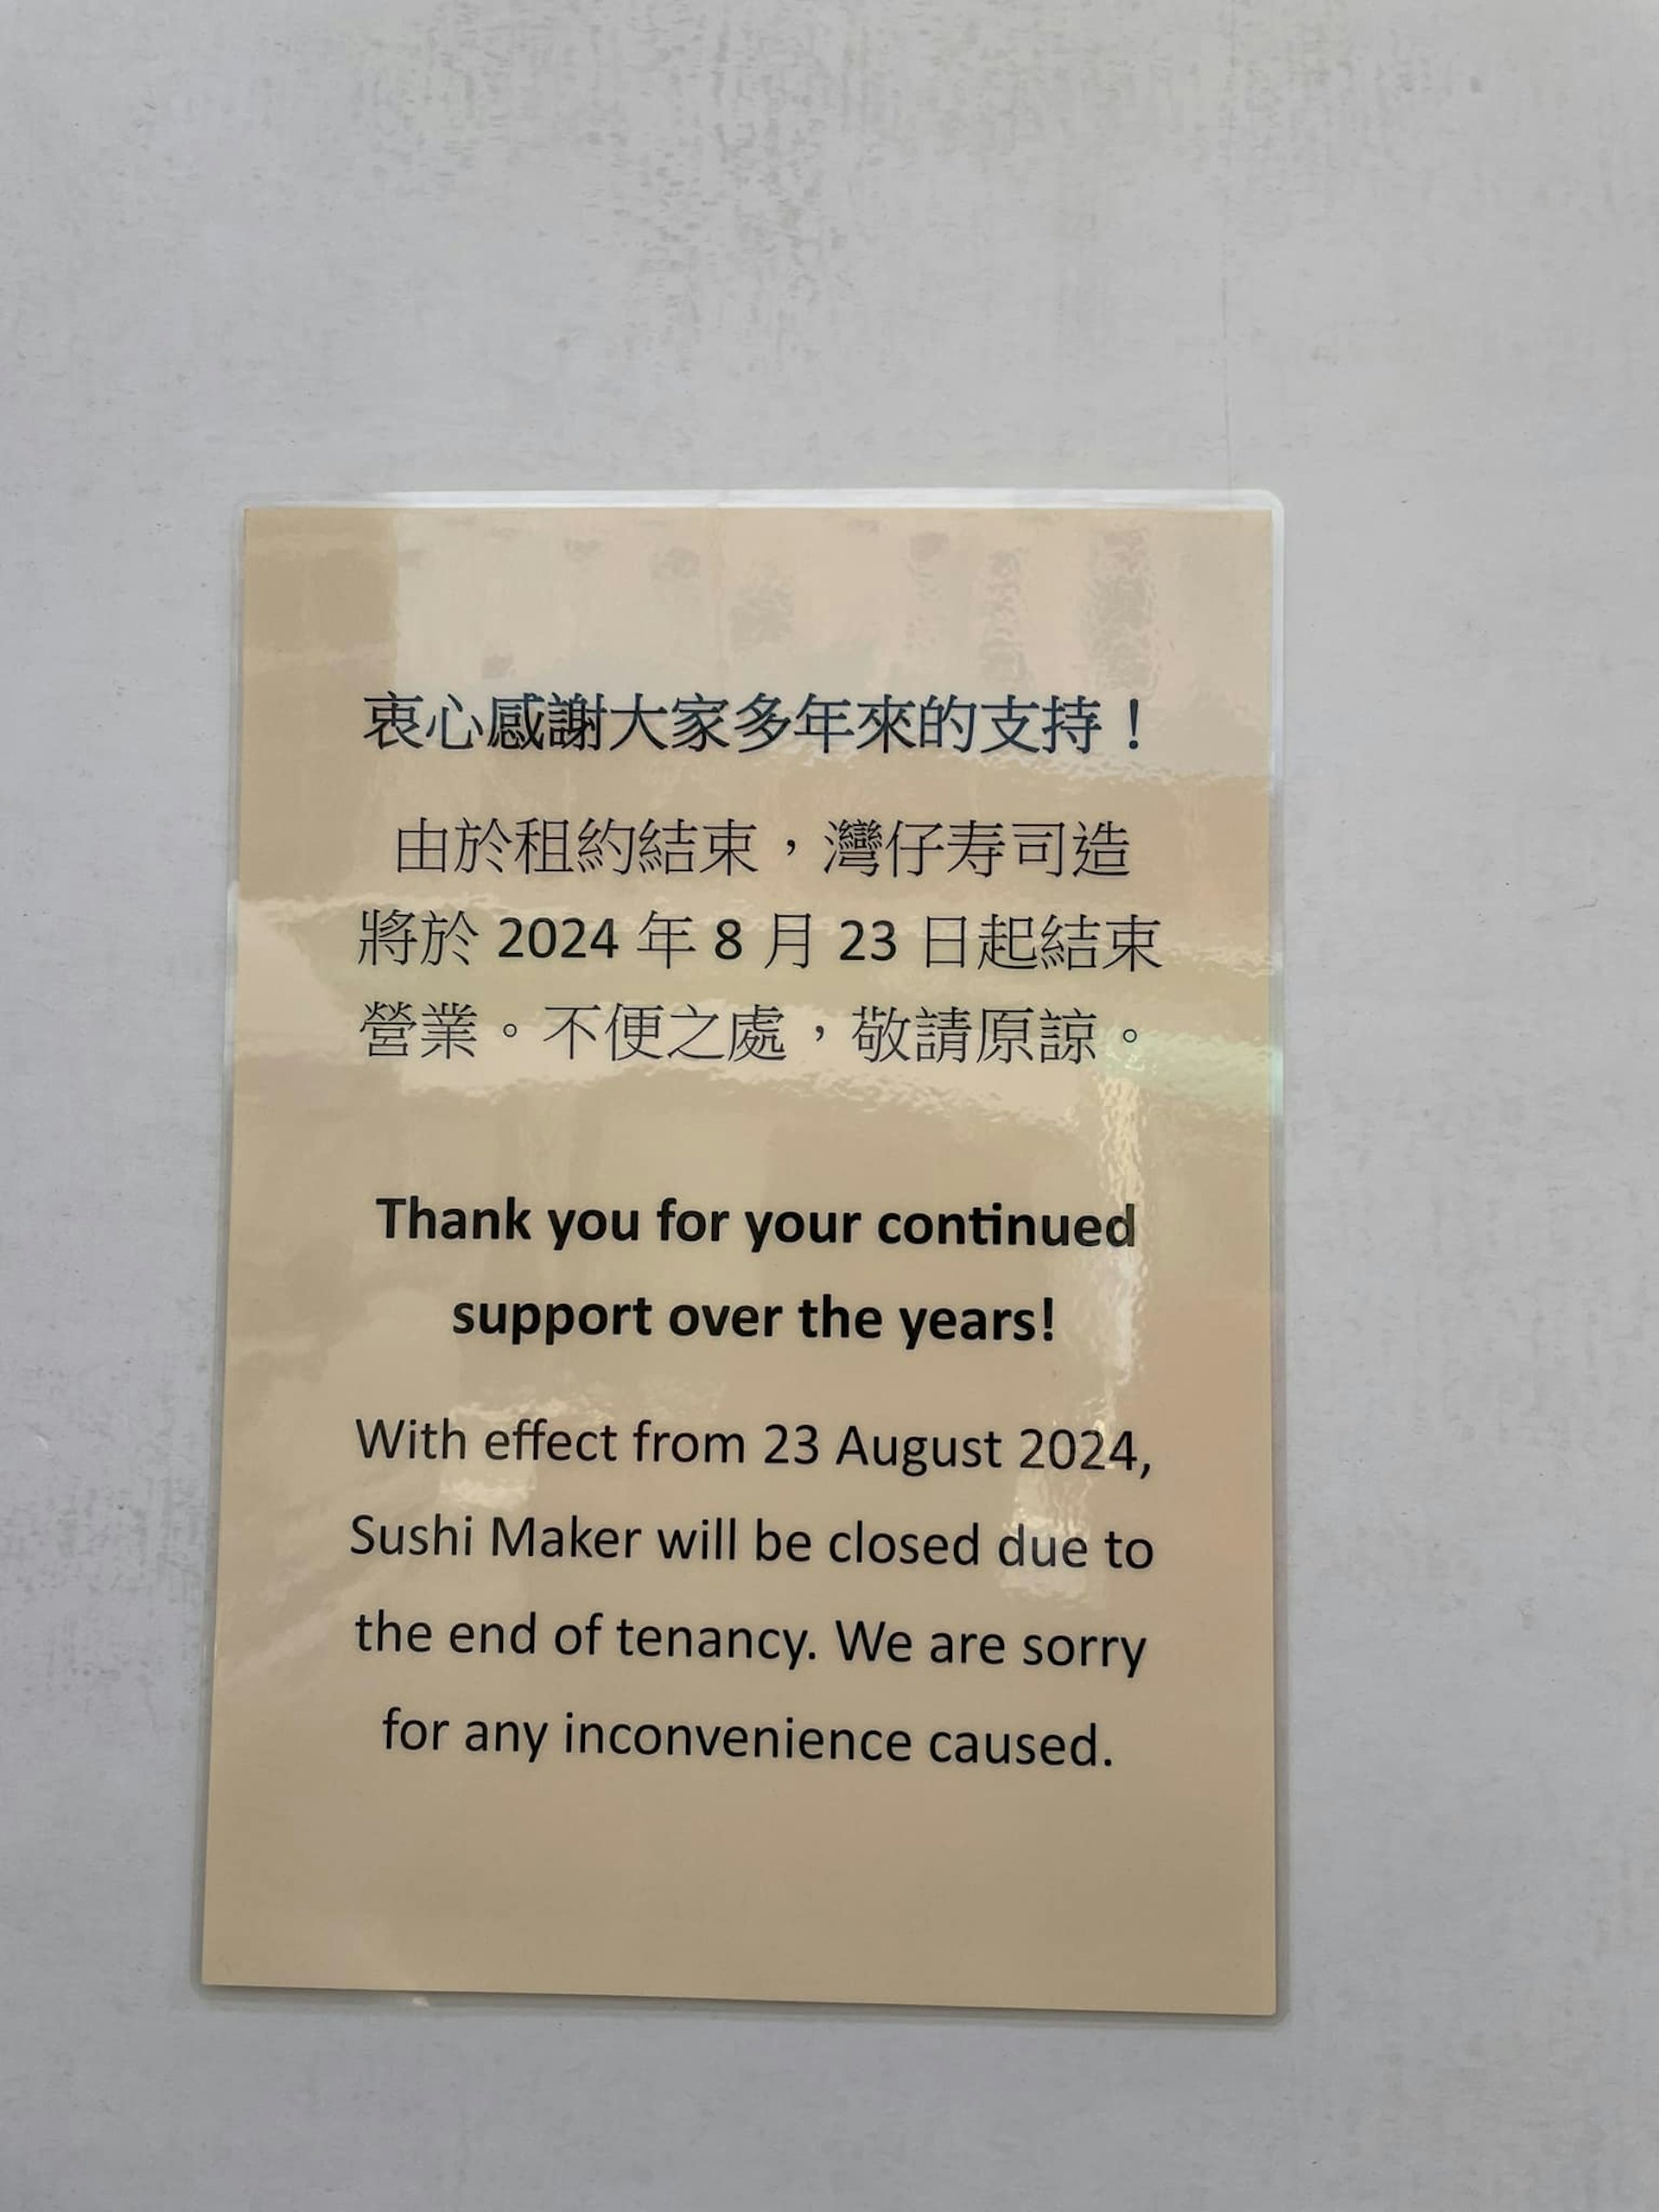 衷心感謝大家多年來的支持！
由於租約結束，灣仔寿司造
將於 2024 年 8 月 23 日起結束
營業。不便之處，敬請原諒。
Thank you for your continued
support over the years!
With effect from 23 August 2024,
Sushi Maker will be closed due to
the end of tenancy. We are sorry
for any inconvenience caused.